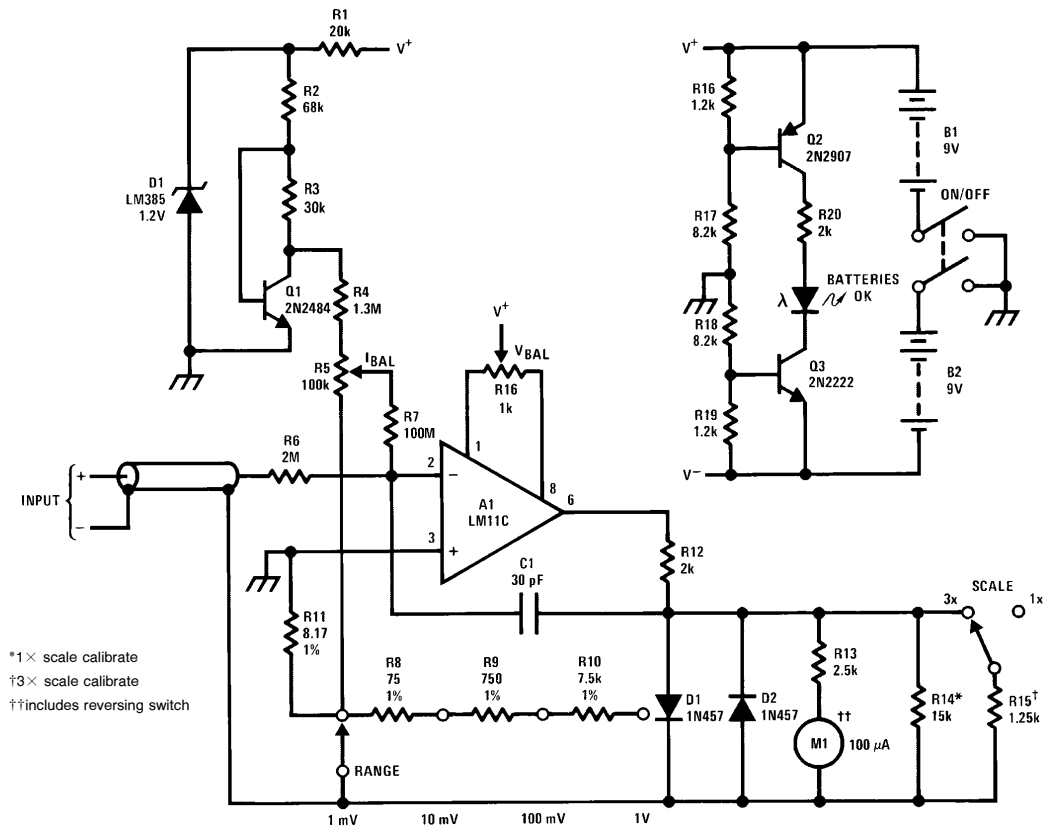 R1
20k
V+
R2
68k
D1
LM385
1.2V
R3
30k
Q1
2N2484
R4
1.3M
R5
100k
IBAL
R7
100M
V+
VBAL
R16
1k
R6
2M
INPUT
+
−
2
−
3
+
1
8
6
A1
LM11C
C1
30 pF
R12
2k
R11
8.17
1%
R8
75
1%
R9
750
1%
R10
7.5k
1%
RANGE
1 mV
10 mV
100 mV
1V
D1
1N457
D2
1N457
R13
2.5k
††
M1
100 μA
R14*
15k
R15†
1.25k
SCALE
3x
1x
V+
R16
1.2k
Q2
2N2907
R17
8.2k
R20
2k
BATTERIES
OK
λ
R18
8.2k
Q3
2N2222
R19
1.2k
V−
B1
9V
ON/OFF
B2
9V
*1× scale calibrate
†3× scale calibrate
††includes reversing switch